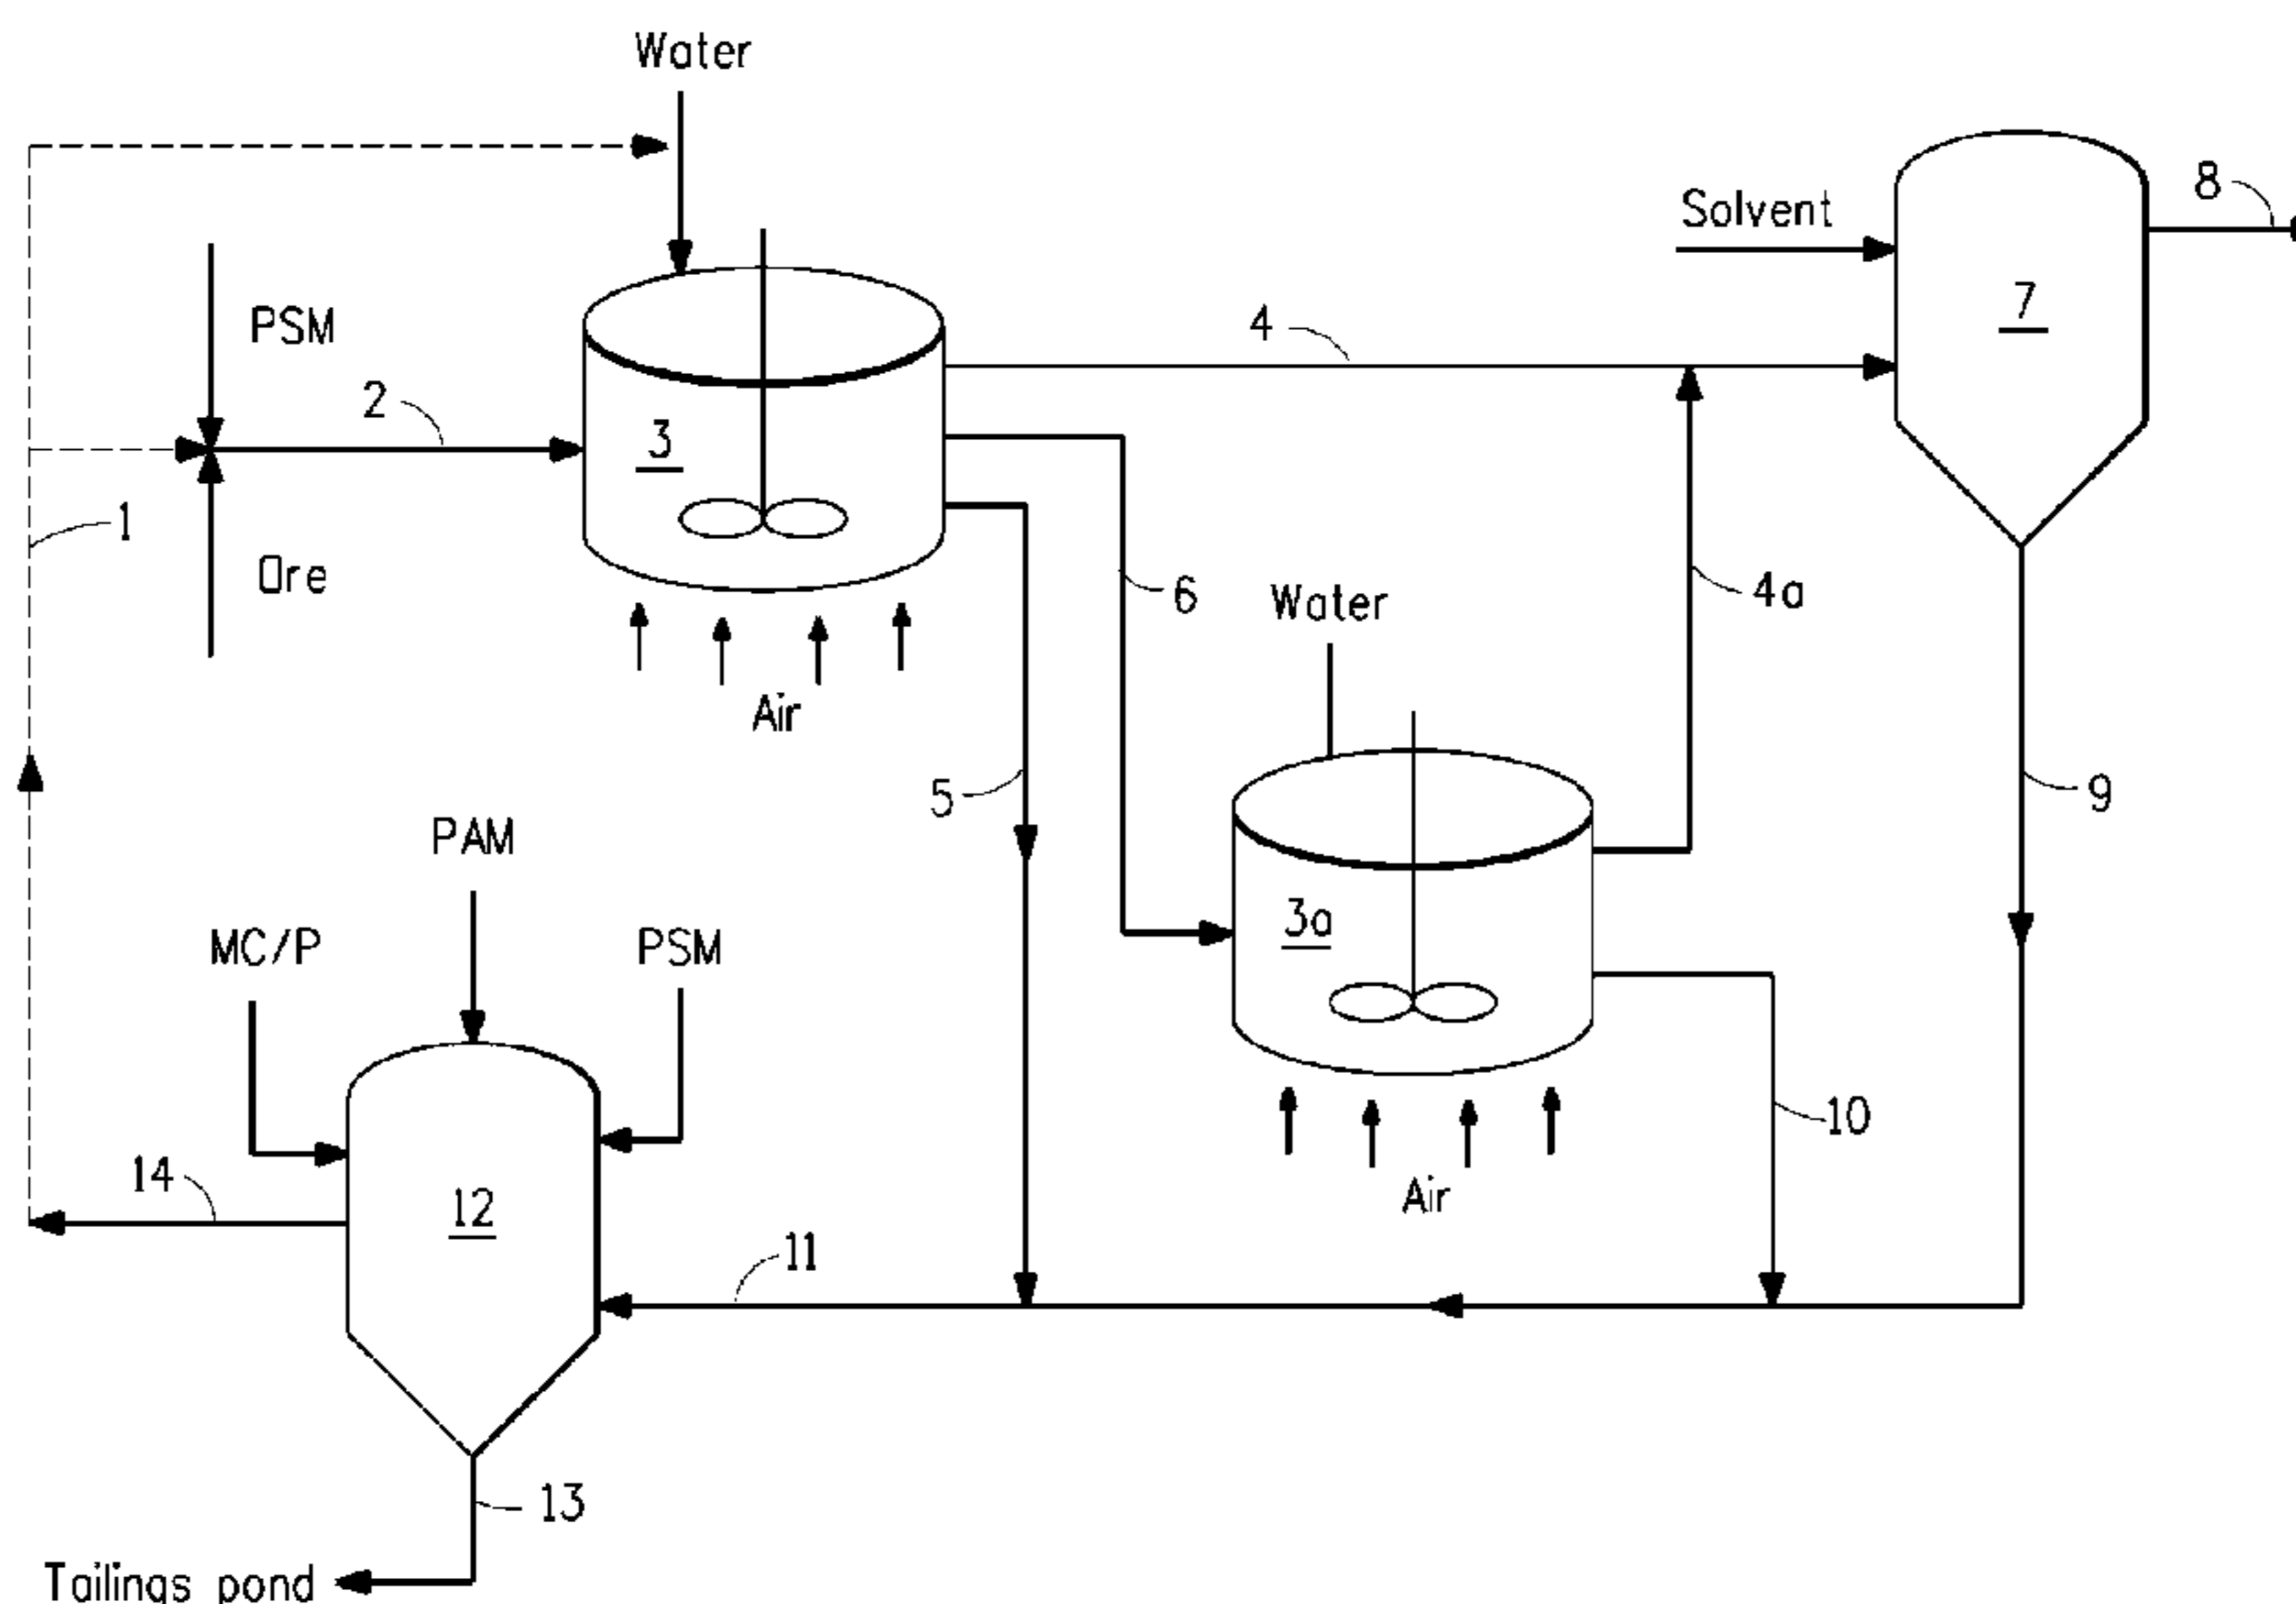 Water
8
Solvent
7
PSM
4
2
3
1
Ore
6
Water
4a
Air
5
9
PAM
3a
MC/P
PSM
10
14
12
Air
11
13
Tailings pond